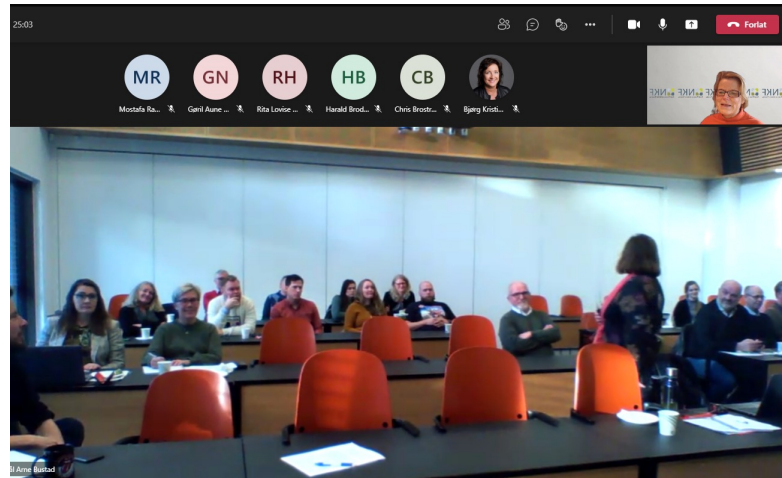 25:03
Forlat
MR
GN
RH
HB
CB
Mostafa Ra...
Gøril Aune ...
Rita Lovise ...
Harald Brod...
Chris Brostr...
Bjørg Kristi...
ål Arne Bustad